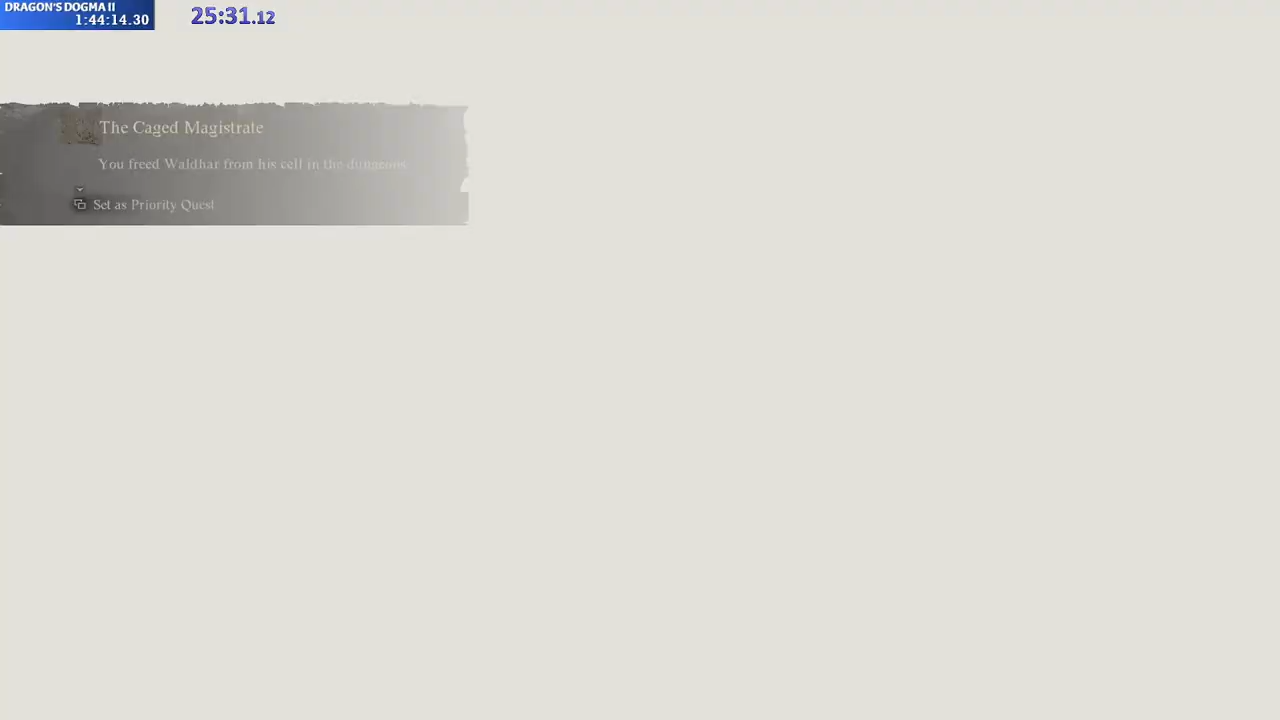 DRAGON'S DOGMA II
1:44:14.30
25:31.12
The Caged Magistrate
You freed Waldhar from his cell in the dungeons.
Set as Priority Quest